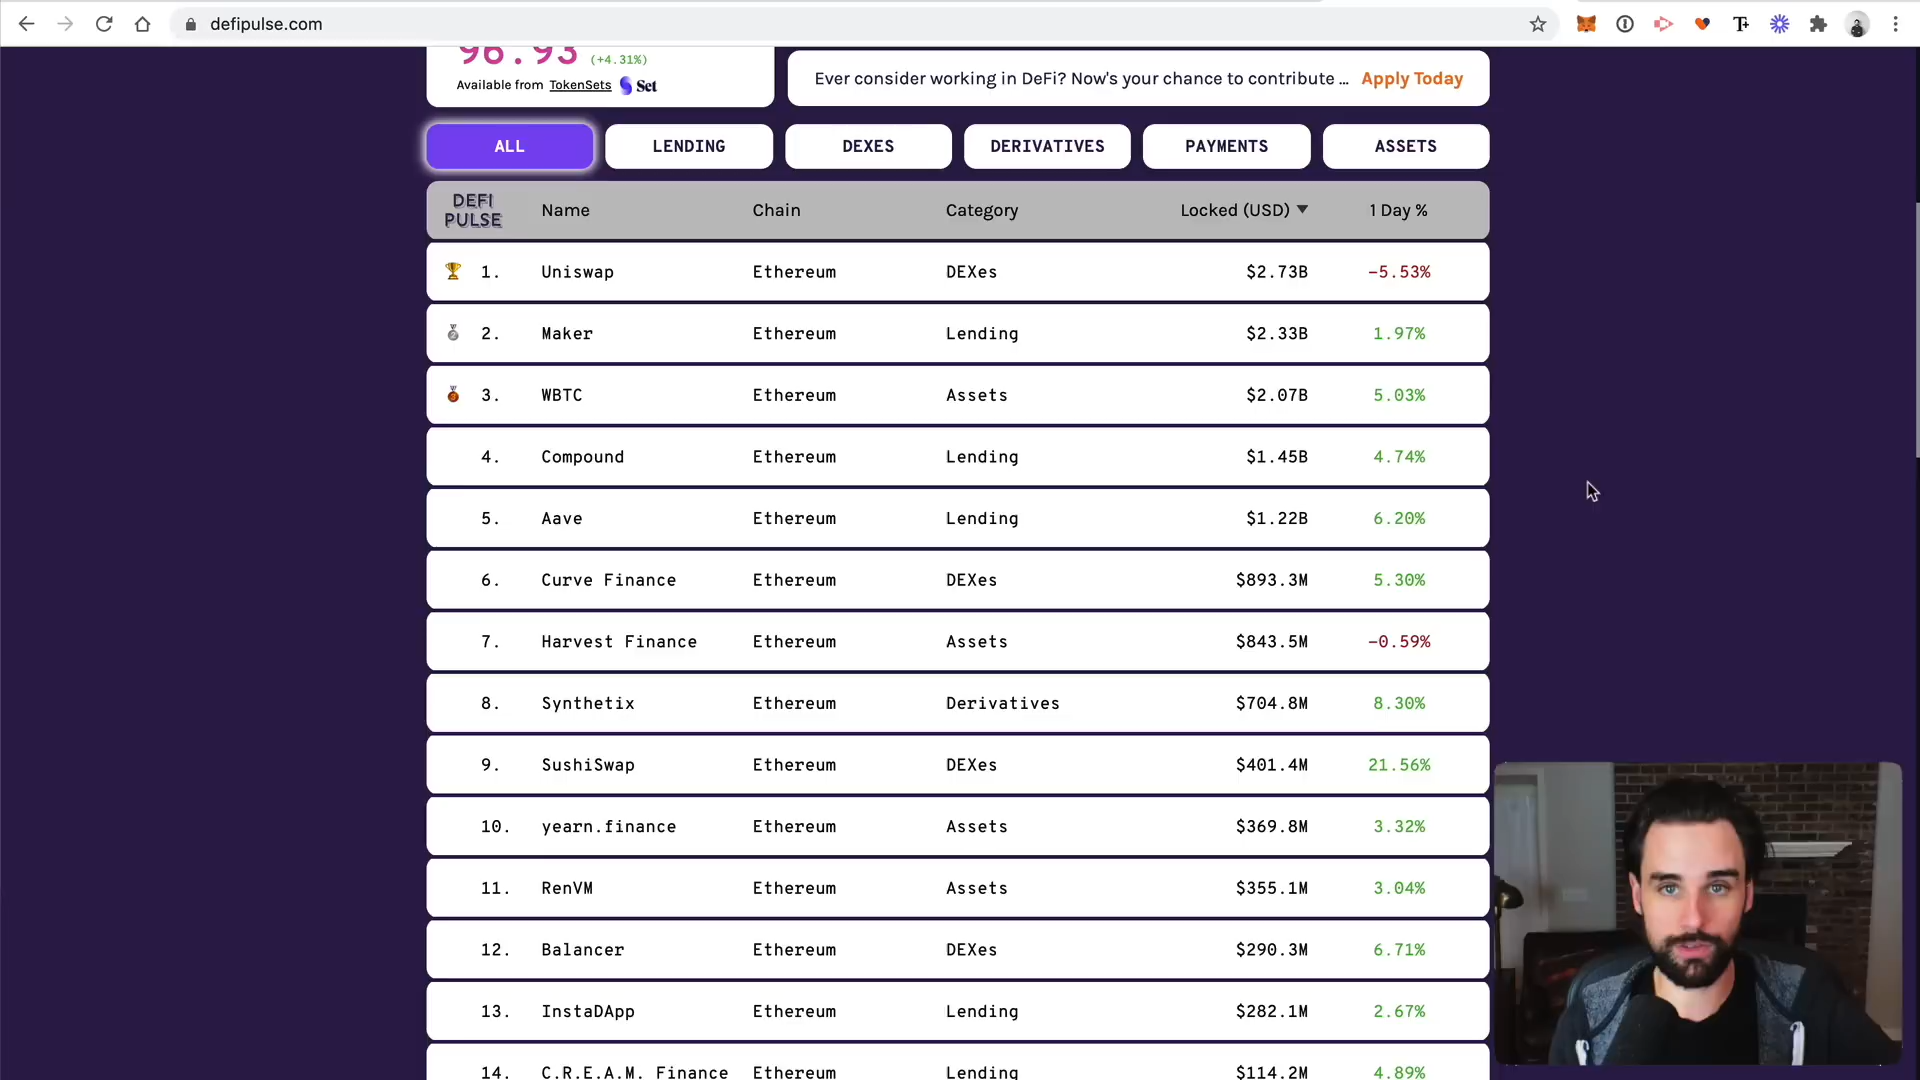 defipulse.com
96.93 (+4.31%)
Available from TokenSets Set
Ever consider working in DeFi? Now's your chance to contribute ... Apply Today
ALL LENDING DEXES DERIVATIVES PAYMENTS ASSETS
DEFI PULSE Name Chain Category Locked (USD) ▼ 1 Day %
1. Uniswap Ethereum DEXes $2.73B -5.53%
2. Maker Ethereum Lending $2.33B 1.97%
3. WBTC Ethereum Assets $2.07B 5.03%
4. Compound Ethereum Lending $1.45B 4.74%
5. Aave Ethereum Lending $1.22B 6.20%
6. Curve Finance Ethereum DEXes $893.3M 5.30%
7. Harvest Finance Ethereum Assets $843.5M -0.59%
8. Synthetix Ethereum Derivatives $704.8M 8.30%
9. SushiSwap Ethereum DEXes $401.4M 21.56%
10. yearn.finance Ethereum Assets $369.8M 3.32%
11. RenVM Ethereum Assets $355.1M 3.04%
12. Balancer Ethereum DEXes $290.3M 6.71%
13. InstaDApp Ethereum Lending $282.1M 2.67%
14. C.R.E.A.M. Finance Ethereum Lending $114.2M 4.89%